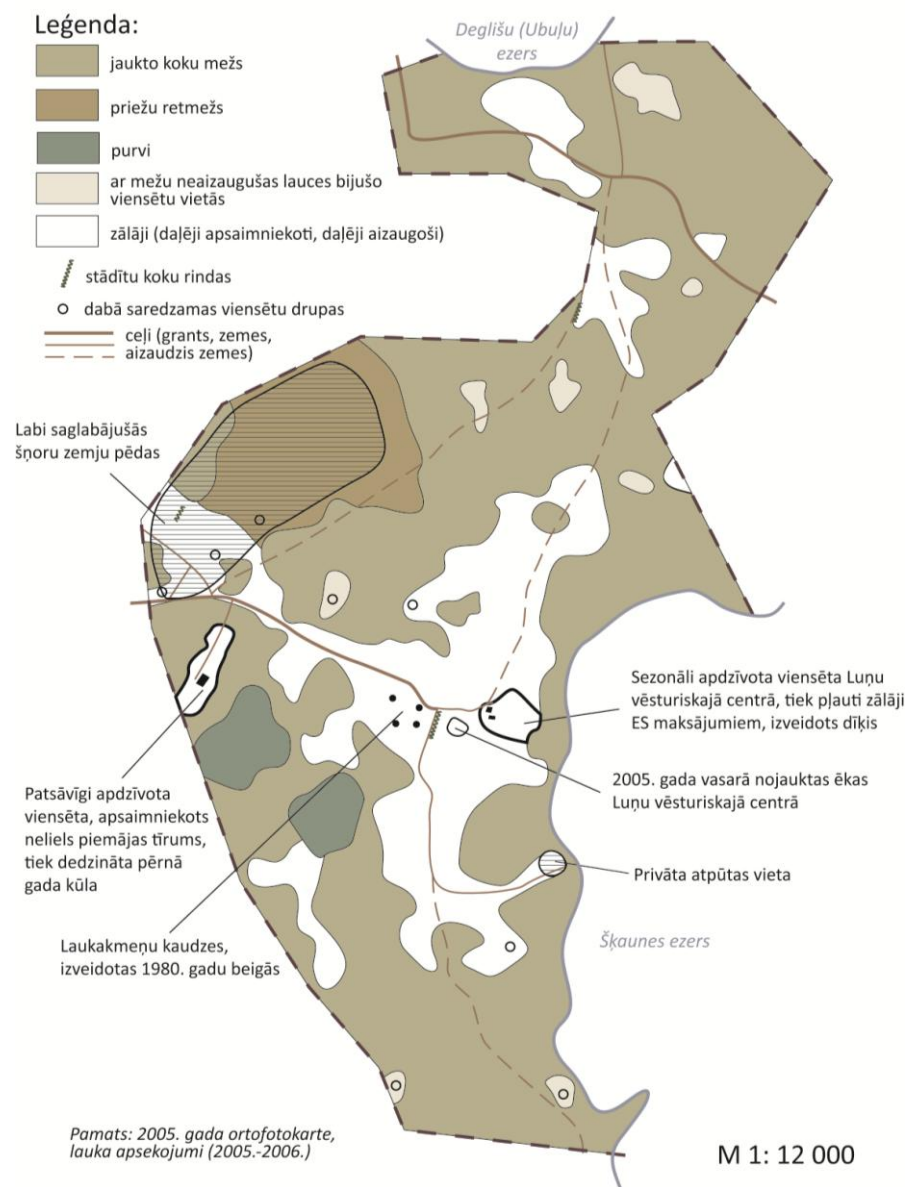 Leģenda:
jaukto koku mežs
priežu retmežs
purvi
ar mežu neaizaugušas lauces bijušo
viensētu vietās
zālāji (daļēji apsaimniekoti, daļēji aizaugoši)
stādītu koku rindas
dabā saredzamas viensētu drupas
ceļi (grants, zemes,
aizaudzis zemes)
Deglišu (Ubuļu)
ezers
Labi saglabājušās
šņoru zemju pēdas
Sezonāli apdzīvota viensēta Luņu
vēsturiskajā centrā, tiek pļauti zālāji
ES maksājumiem, izveidots dīķis
2005. gada vasarā nojauktas ēkas
Luņu vēsturiskajā centrā
Patsāvīgi apdzīvota
viensēta, apsaimniekots
neliels piemājas tīrums,
tiek dedzināta pērnā
gada kūla
Privāta atpūtas vieta
Laukakmeņu kaudzes,
izveidotas 1980. gadu beigās
Šķaunes ezers
Pamats: 2005. gada ortofotokarte,
lauka apsekojumi (2005.-2006.)
M 1: 12 000